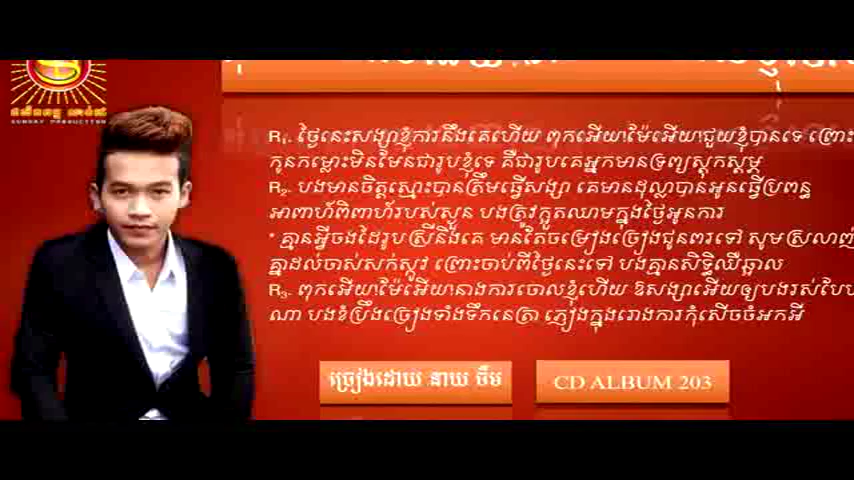 SUNDAY PRODUCTION
R₁. ថ្ងៃនេះសង្សាខ្ញុំការនឹងគេហើយ ពុកអើយម៉ែអើយជួយខ្ញុំបានទេ ព្រោះ
កូនកម្លោះមិនមែនជារូបខ្ញុំទេ គឺជារូបគេអ្នកមានទ្រព្យស្តុកស្តម្ភ
R₂. បងមានចិត្តស្មោះបានត្រឹមធ្វើសង្សា គេមានដុល្លាបានអូនធ្វើប្រពន្ធ
អាពាហ៍ពិពាហ៍របស់ស្ងួន បងត្រូវក្អួតឈាមក្នុងថ្ងៃអូនការ
* គ្មានអ្វីចងដៃរូបស្រីនិងគេ មានតែចម្រៀងច្រៀងជូនពរទៅ សូមស្រលាញ់
គ្នាដល់ចាស់សក់ស្កូវ ព្រោះចាប់ពីថ្ងៃនេះទៅ បងគ្មានសិទ្ធិឈឺឆ្អាល
R₃. ពុកអើយម៉ែអើយនាងការចោលខ្ញុំហើយ ឱសង្សាអើយឲ្យបងរស់បែប
ណា បងខំប្រឹងច្រៀងទាំងទឹកនេត្រា ភ្ញៀងក្នុងរោងការកុំសើចចំអកអី
ច្រៀងដោយ នាយ ចឺម
CD ALBUM 203